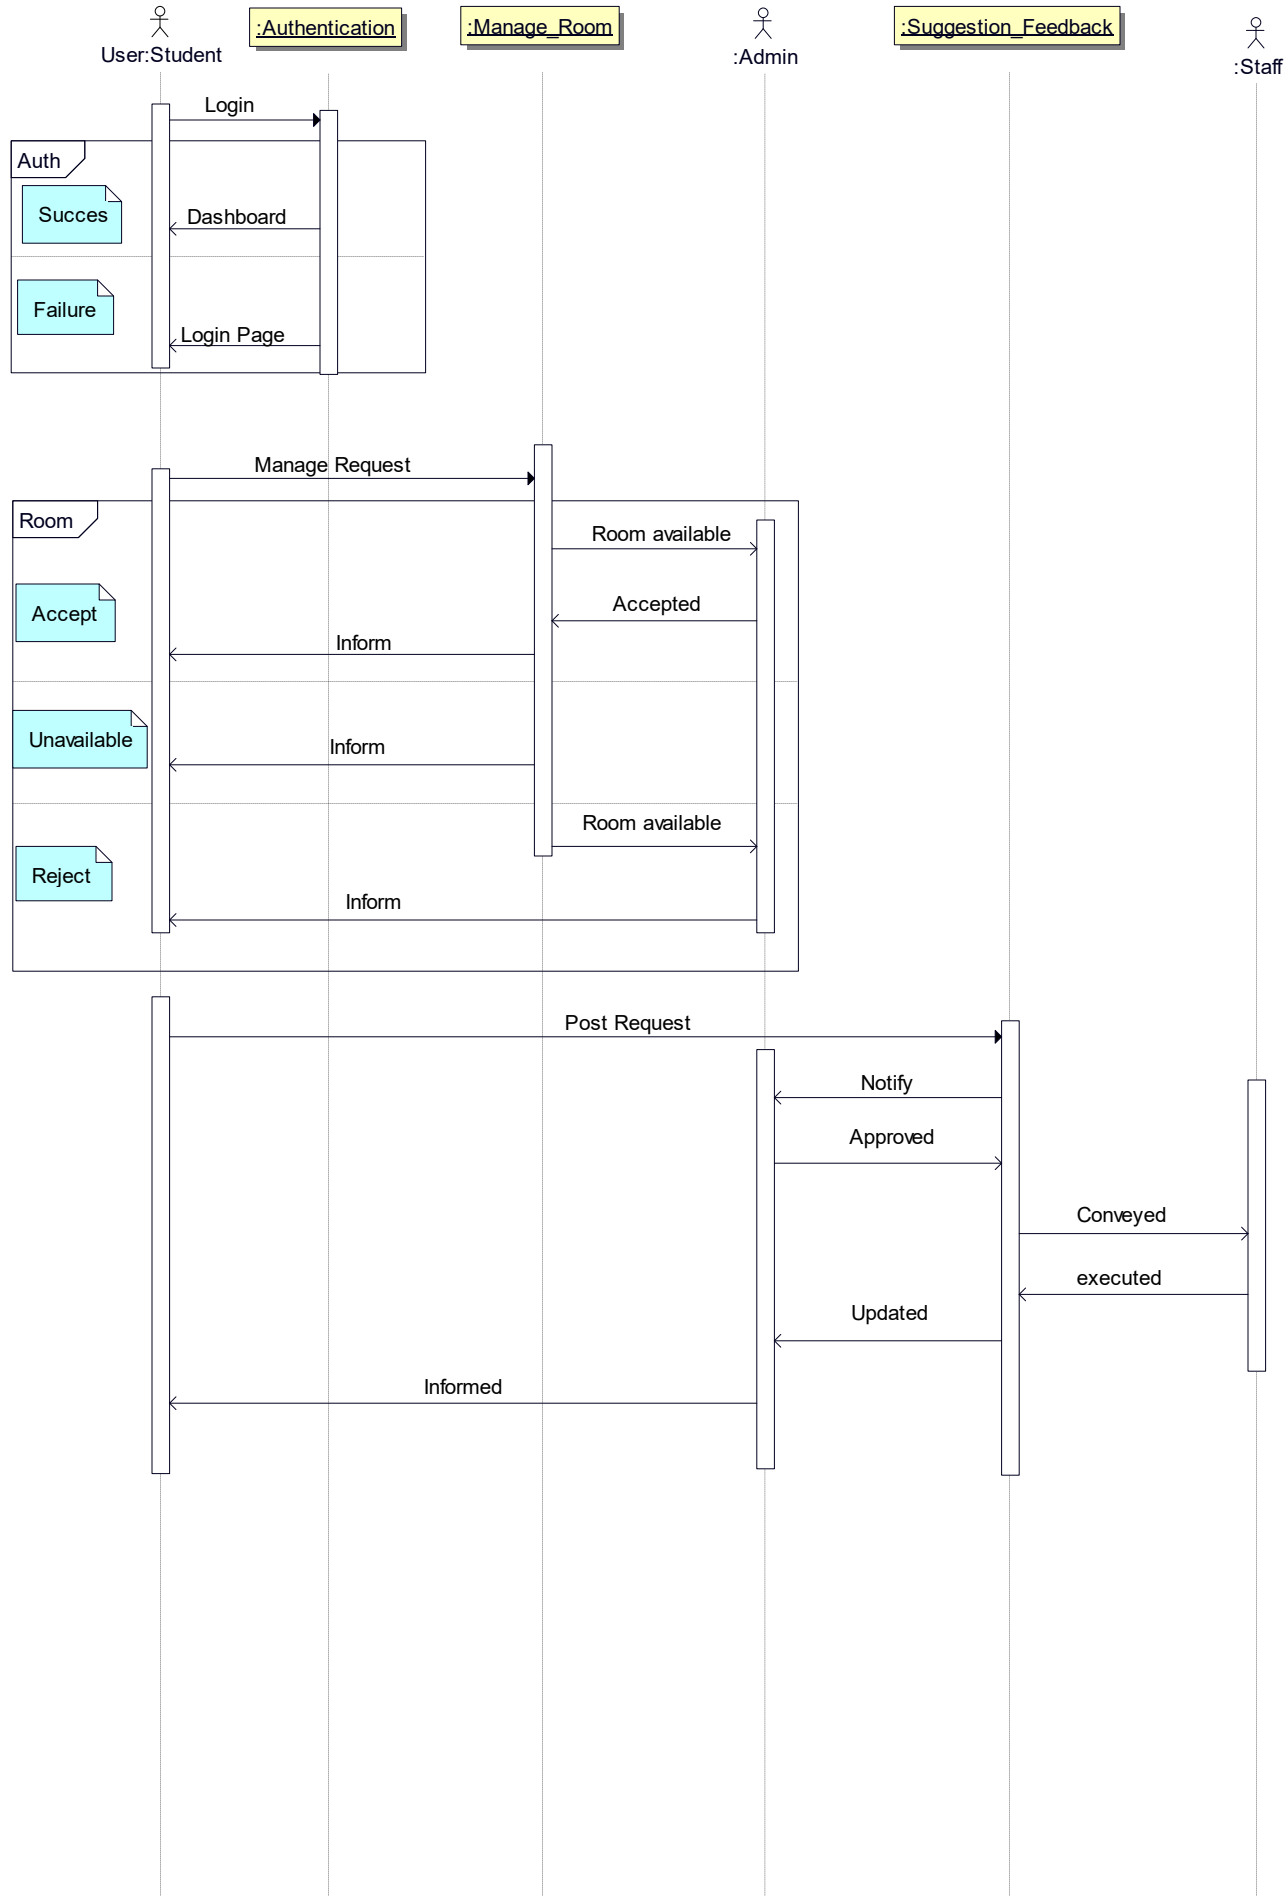 User:Student
:Authentication
:Manage_Room
:Admin
:Suggestion_Feedback
:Staff
Login
Auth
Succes
Dashboard
Failure
Login Page
Manage Request
Room
Room available
Accept
Accepted
Inform
Unavailable
Inform
Room available
Reject
Inform
Post Request
Notify
Approved
Conveyed
executed
Updated
Informed